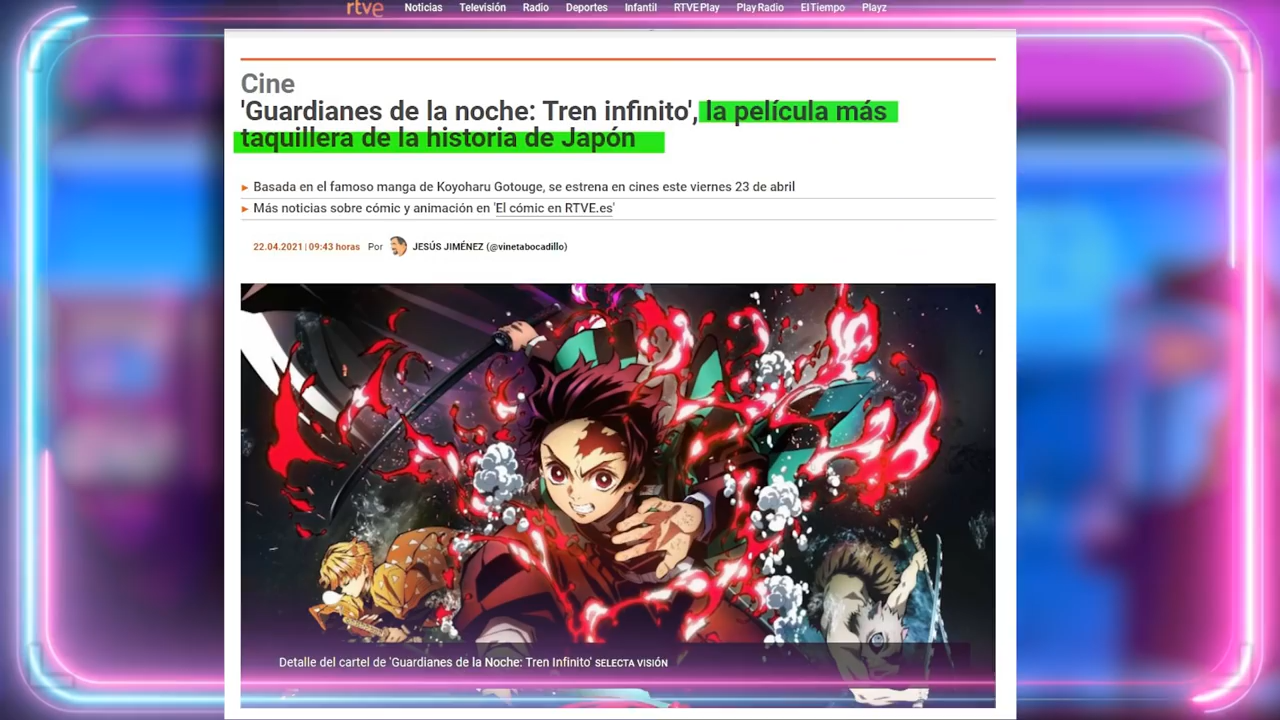 rtve Noticias Televisión Radio Deportes Infantil RTVE Play Play Radio El Tiempo Playz
Cine
'Guardianes de la noche: Tren infinito', la película más
taquillera de la historia de Japón
► Basada en el famoso manga de Koyoharu Gotouge, se estrena en cines este viernes 23 de abril
► Más noticias sobre cómic y animación en 'El cómic en RTVE.es'
22.04.2021 | 09:43 horas Por JESÚS JIMÉNEZ (@vinetabocadillo)
Detalle del cartel de 'Guardianes de la Noche: Tren Infinito' SELECTA VISIÓN